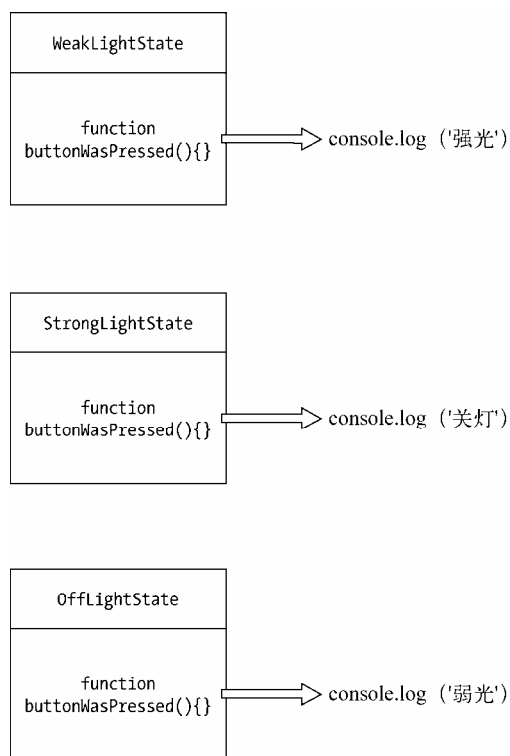 WeakLightState
function
buttonWasPressed(){}
console.log（'强光'）
StrongLightState
function
buttonWasPressed(){}
console.log（'关灯'）
OffLightState
function
buttonWasPressed(){}
console.log（'弱光'）